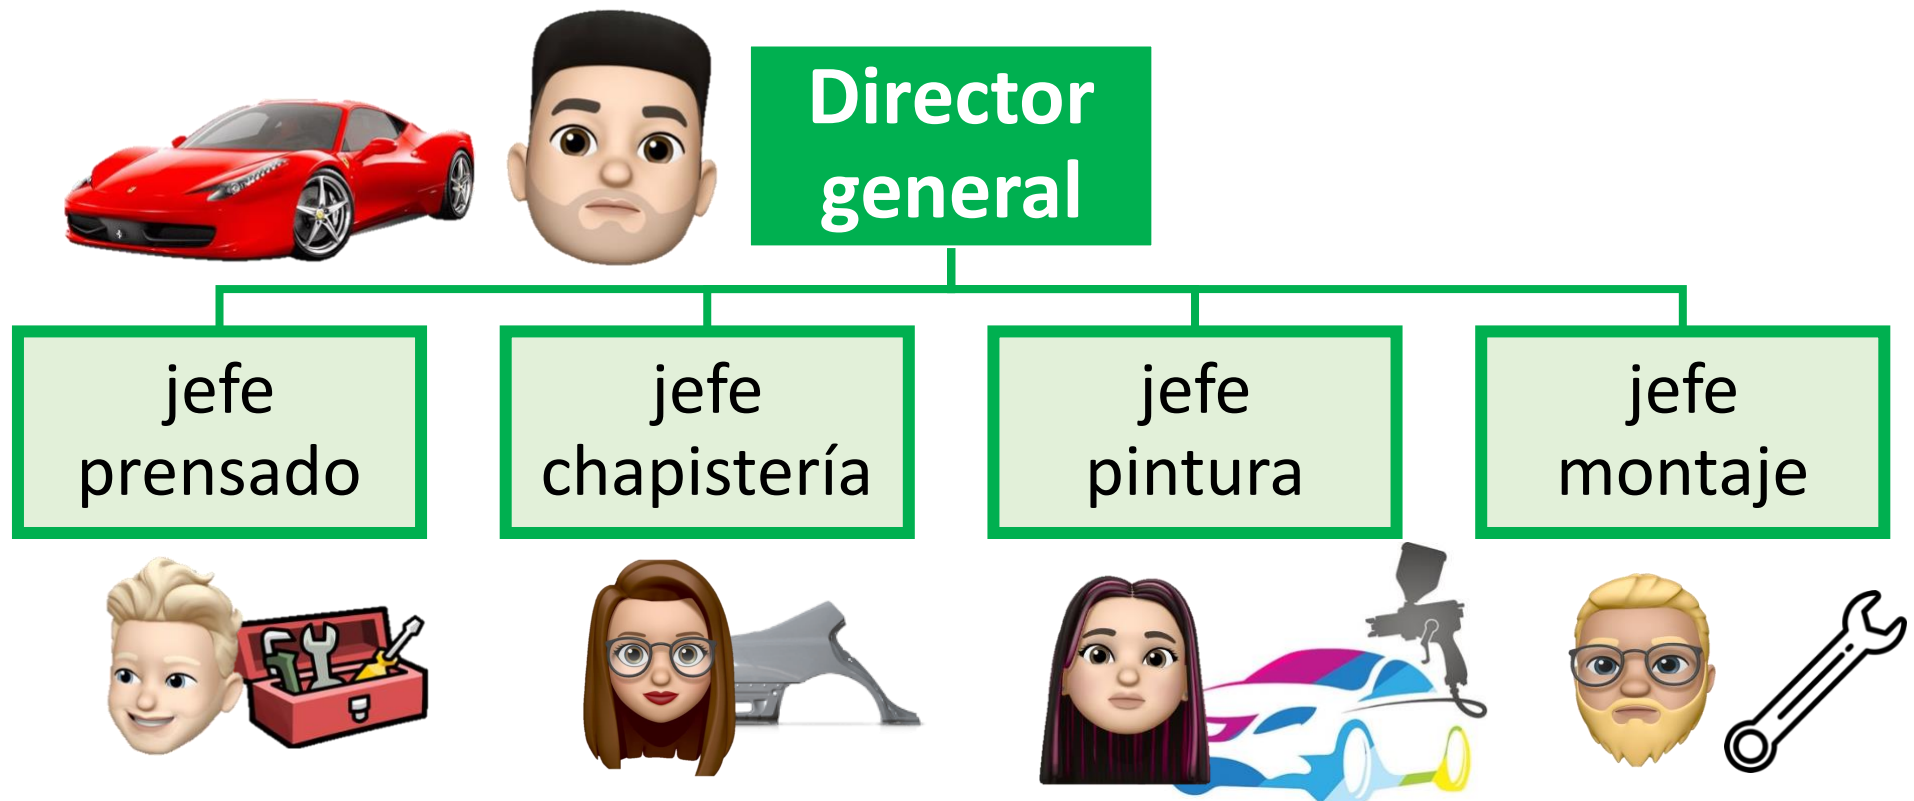 Director
general
jefe
prensado
jefe
chapistería
jefe
pintura
jefe
montaje